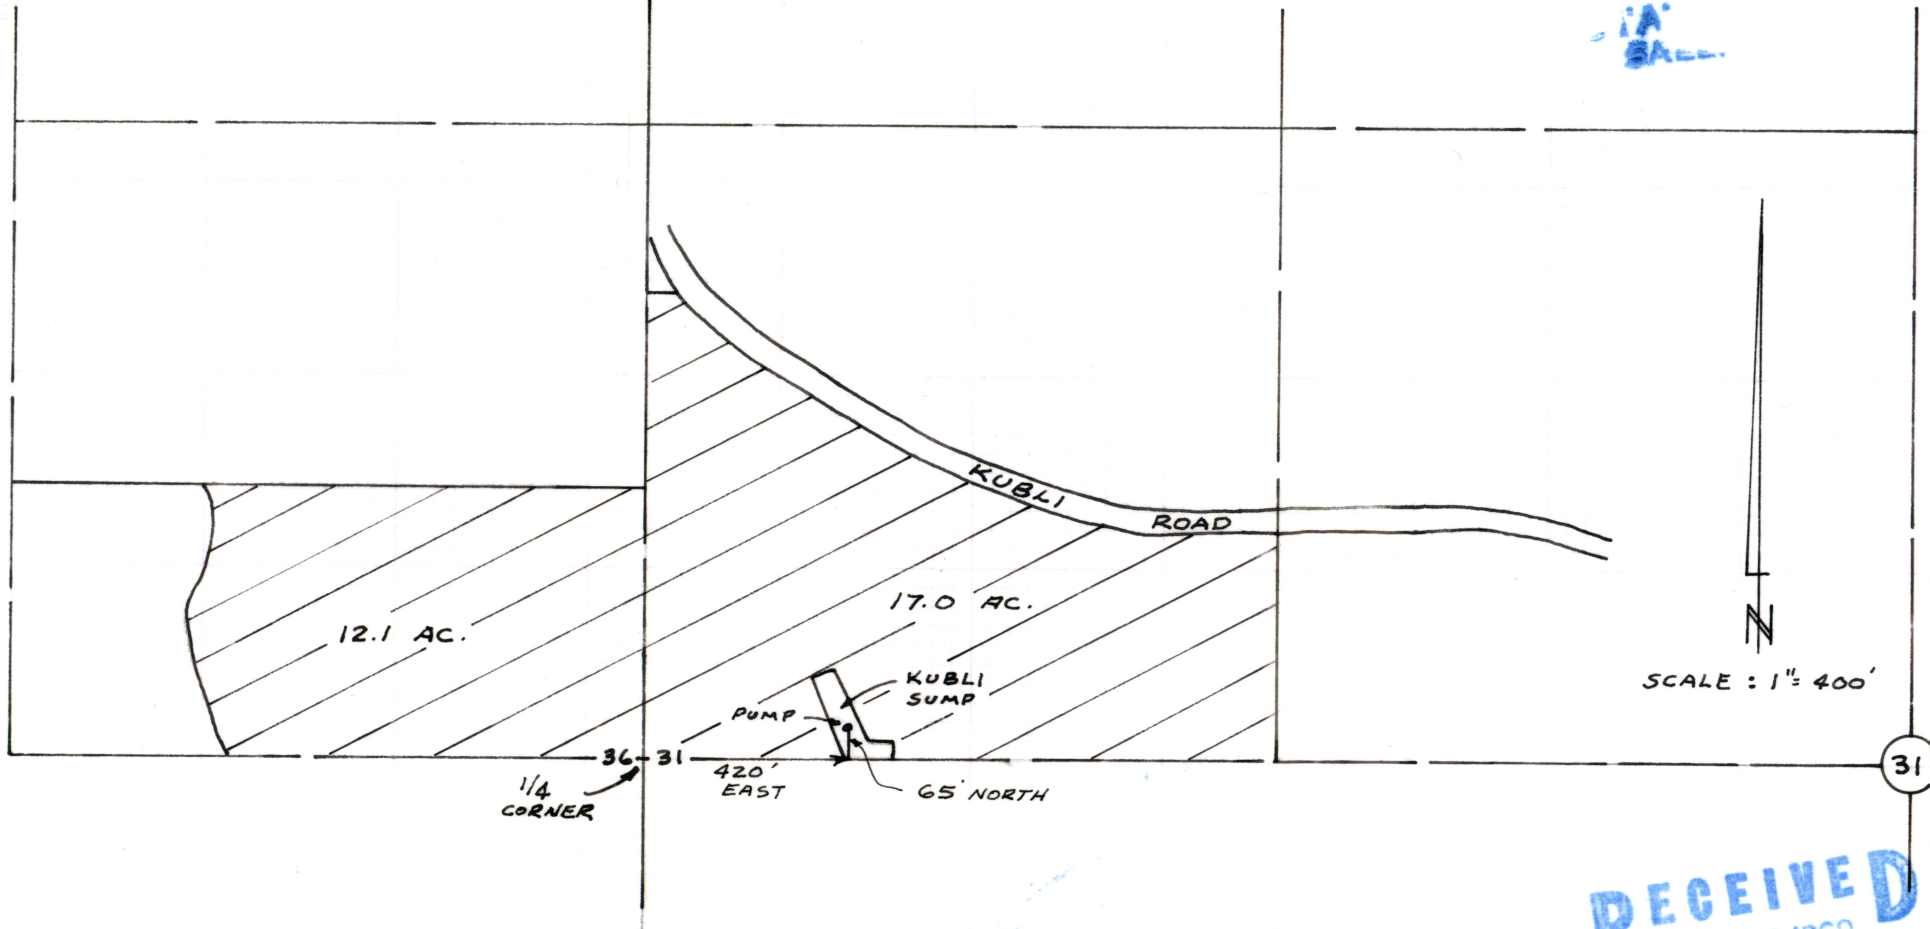 KUBLI
ROAD
17.0 AC.
12.1 AC.
KUBLI
SUMP
PUMP
N
SCALE : 1"= 400'
36 31
31
420'
EAST
1/4
CORNER
65' NORTH
RECEIVED